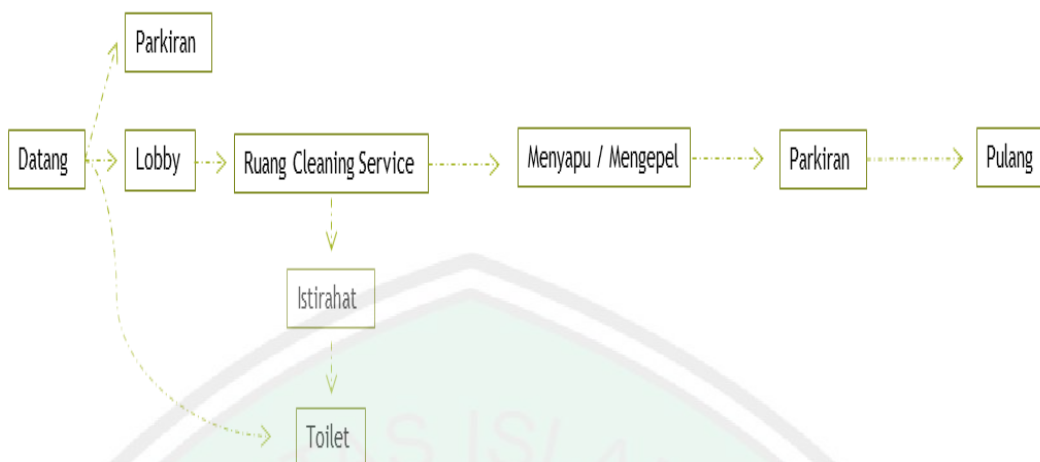 Parkiran
Datang
Lobby
Ruang Cleaning Service
Menyapu / Mengepel
Parkiran
Pulang
Istirahat
Toilet